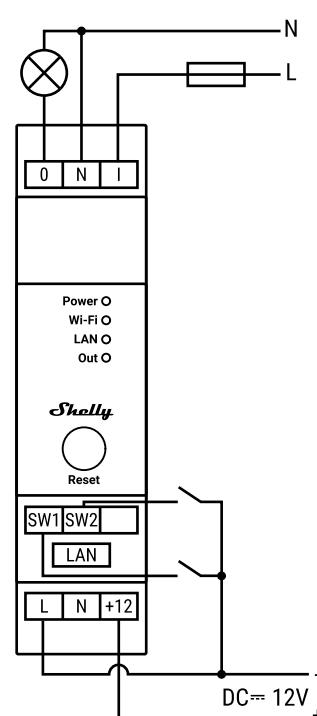 N
L
0 N I
Power
Wi-Fi
LAN
Out
Shelly
Reset
SW1 SW2
LAN
L N +12
DC⎓ 12V